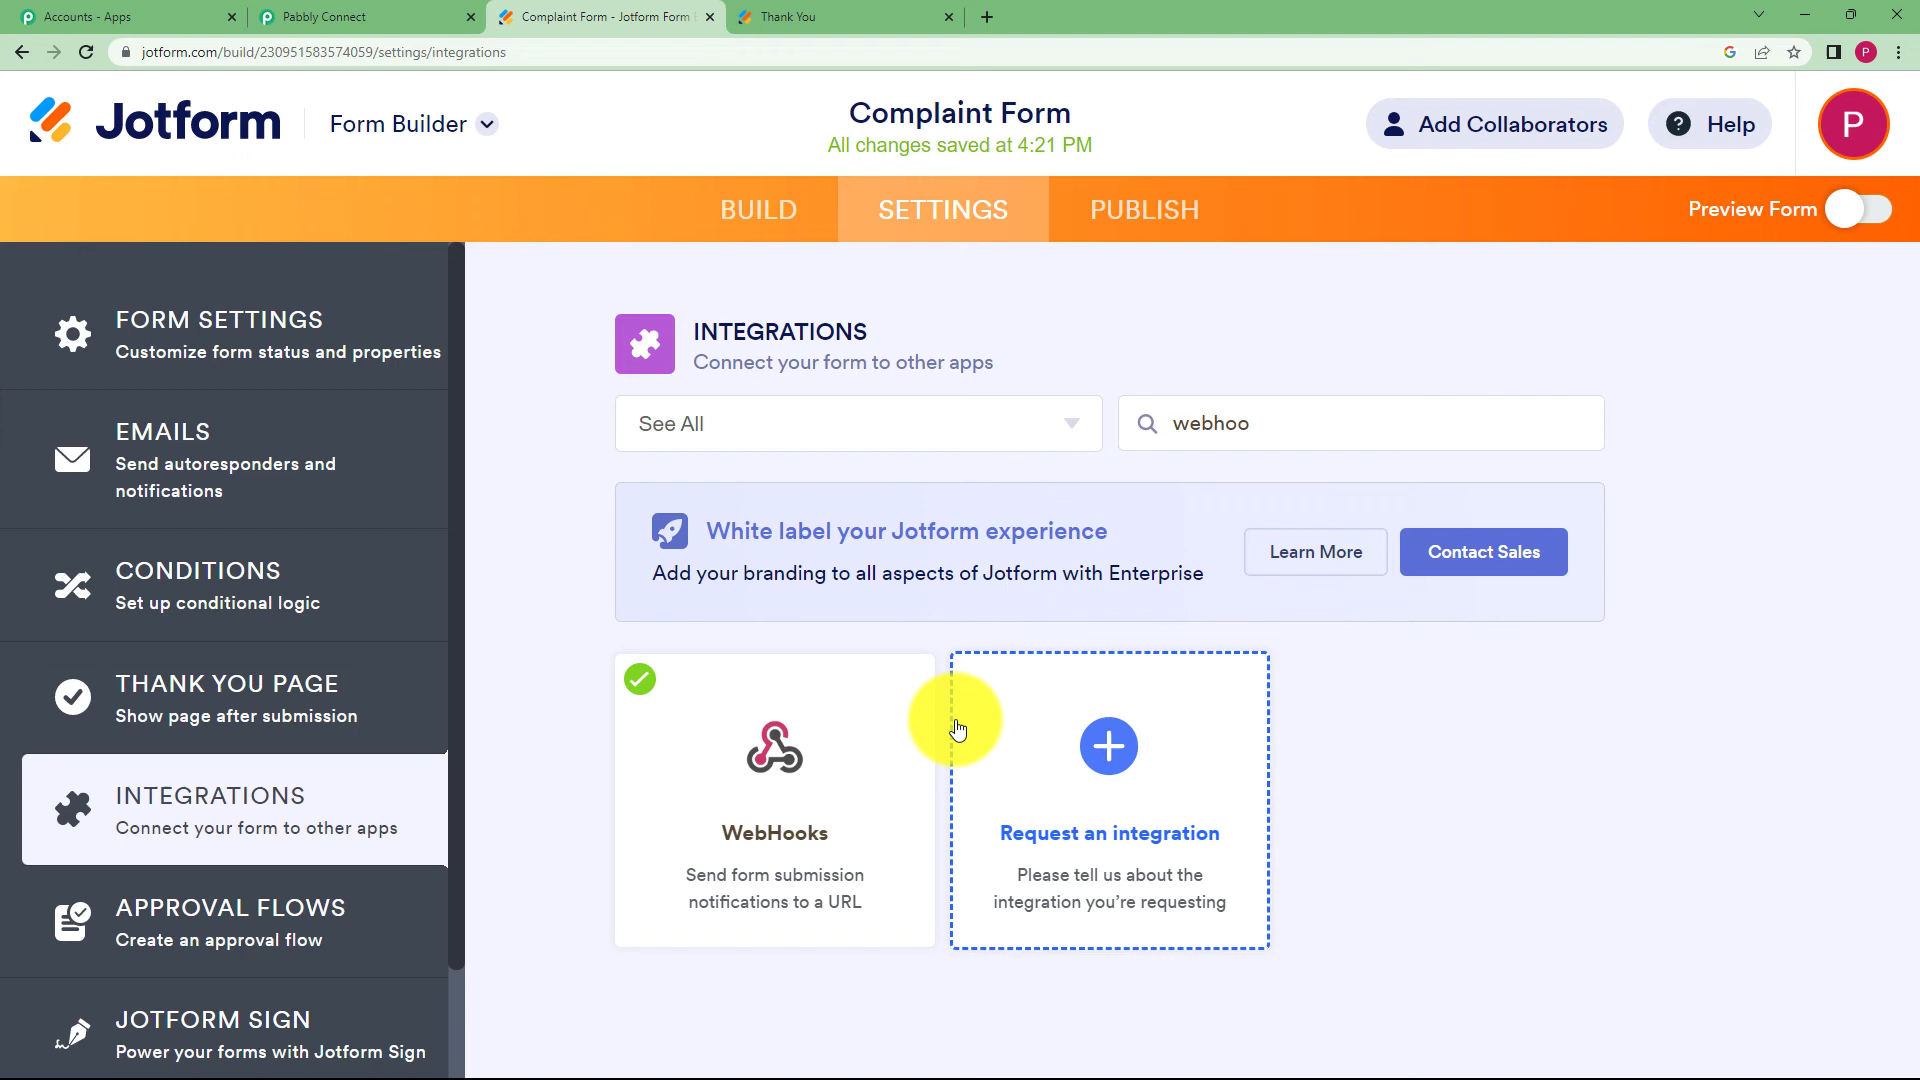 Accounts - Apps
Pabbly Connect
Complaint Form - Jotform Form
Thank You
jotform.com/build/230951583574059/settings/integrations
P
Jotform
Form Builder
Complaint Form
All changes saved at 4:21 PM
Add Collaborators
? Help
P
BUILD
SETTINGS
PUBLISH
Preview Form
FORM SETTINGS
Customize form status and properties
EMAILS
Send autoresponders and
notifications
CONDITIONS
Set up conditional logic
THANK YOU PAGE
Show page after submission
INTEGRATIONS
Connect your form to other apps
APPROVAL FLOWS
Create an approval flow
JOTFORM SIGN
Power your forms with Jotform Sign
INTEGRATIONS
Connect your form to other apps
See All
webhoo
White label your Jotform experience
Add your branding to all aspects of Jotform with Enterprise
Learn More
Contact Sales
WebHooks
Send form submission
notifications to a URL
Request an integration
Please tell us about the
integration you're requesting